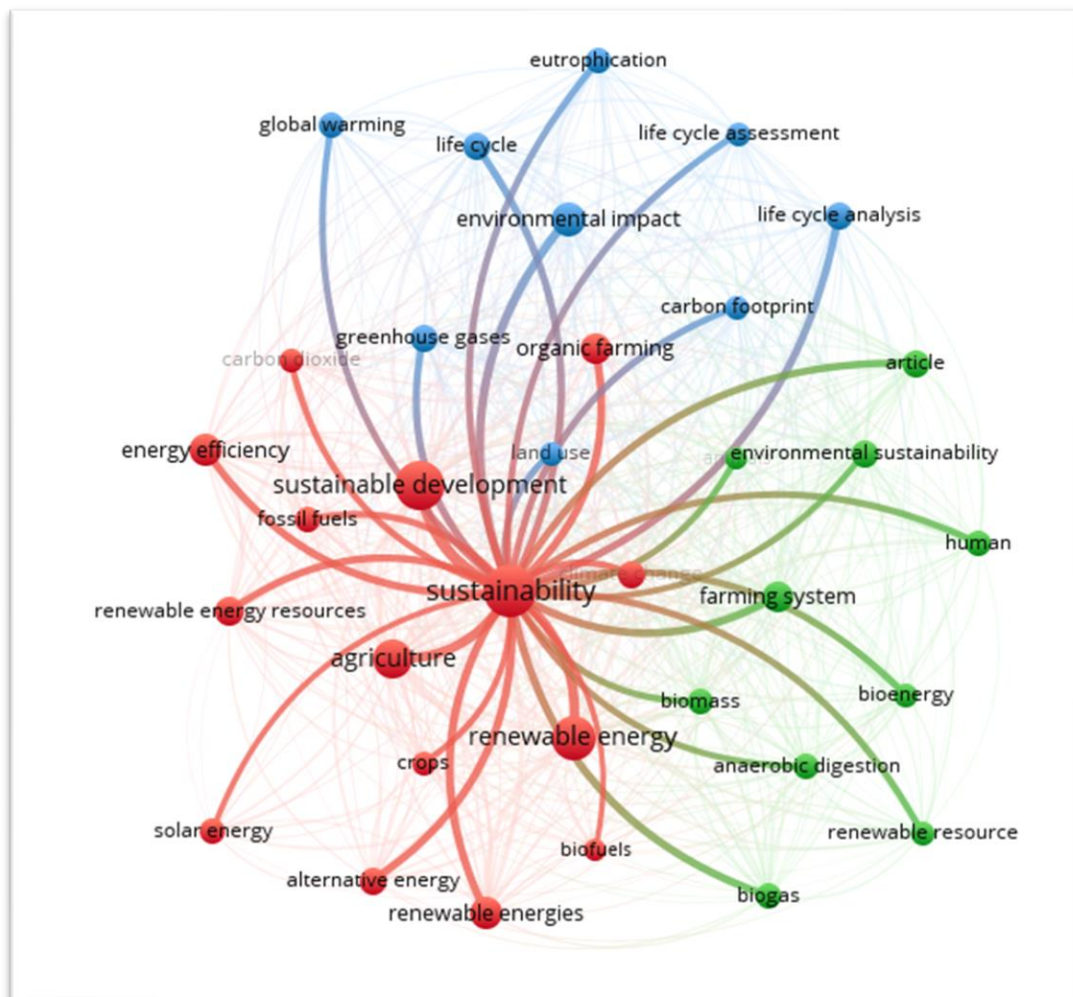 eutrophication
global warming
life cycle assessment
life cycle
life cycle analysis
environmental impact
carbon footprint
greenhouse gases
organic farming
carbon dioxide
article
energy efficiency
land use
environmental sustainability
sustainable development
fossil fuels
human
climate change
sustainability
farming system
renewable energy resources
agriculture
bioenergy
biomass
renewable energy
crops
anaerobic digestion
solar energy
renewable resource
biofuels
alternative energy
biogas
renewable energies